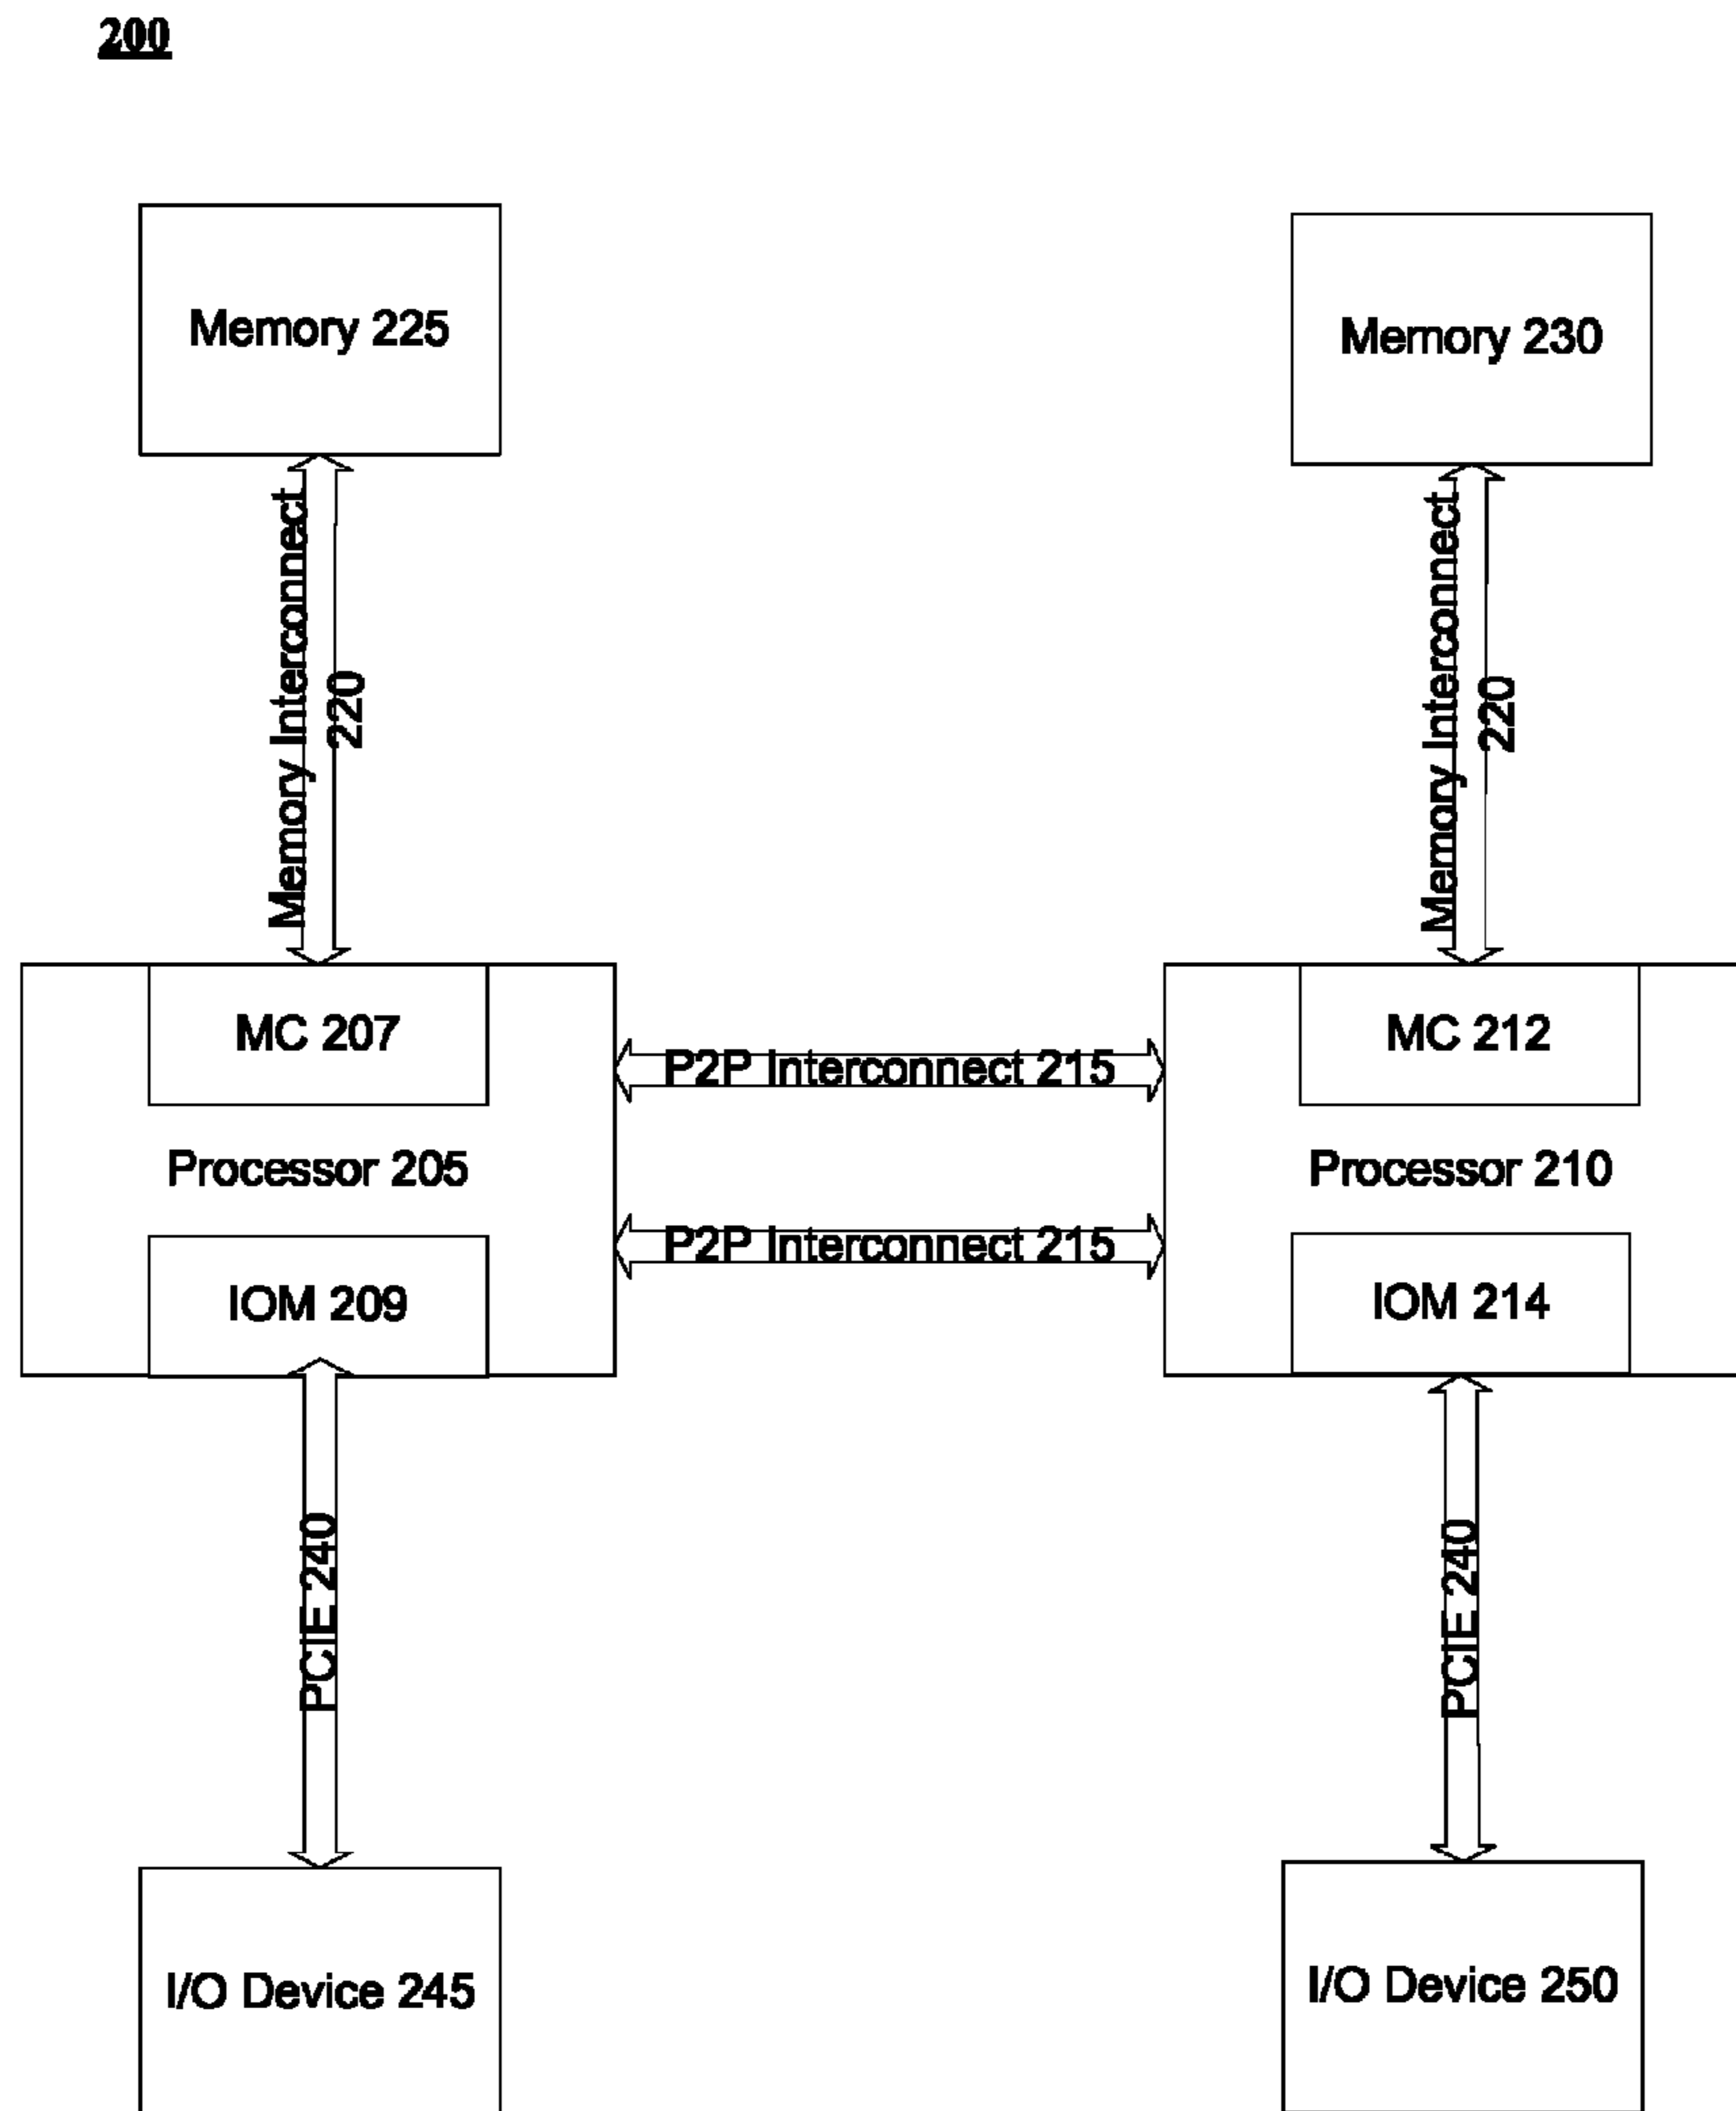 200
Memory 225
Memory 230
Memory Interconnect
220
Memory Interconnect
220
MC 207
MC 212
P2P Interconnect 215
Processor 205
Processor 210
P2P Interconnect 215
IOM 209
IOM 214
PCIE 240
PCIE 240
I/O Device 245
I/O Device 250